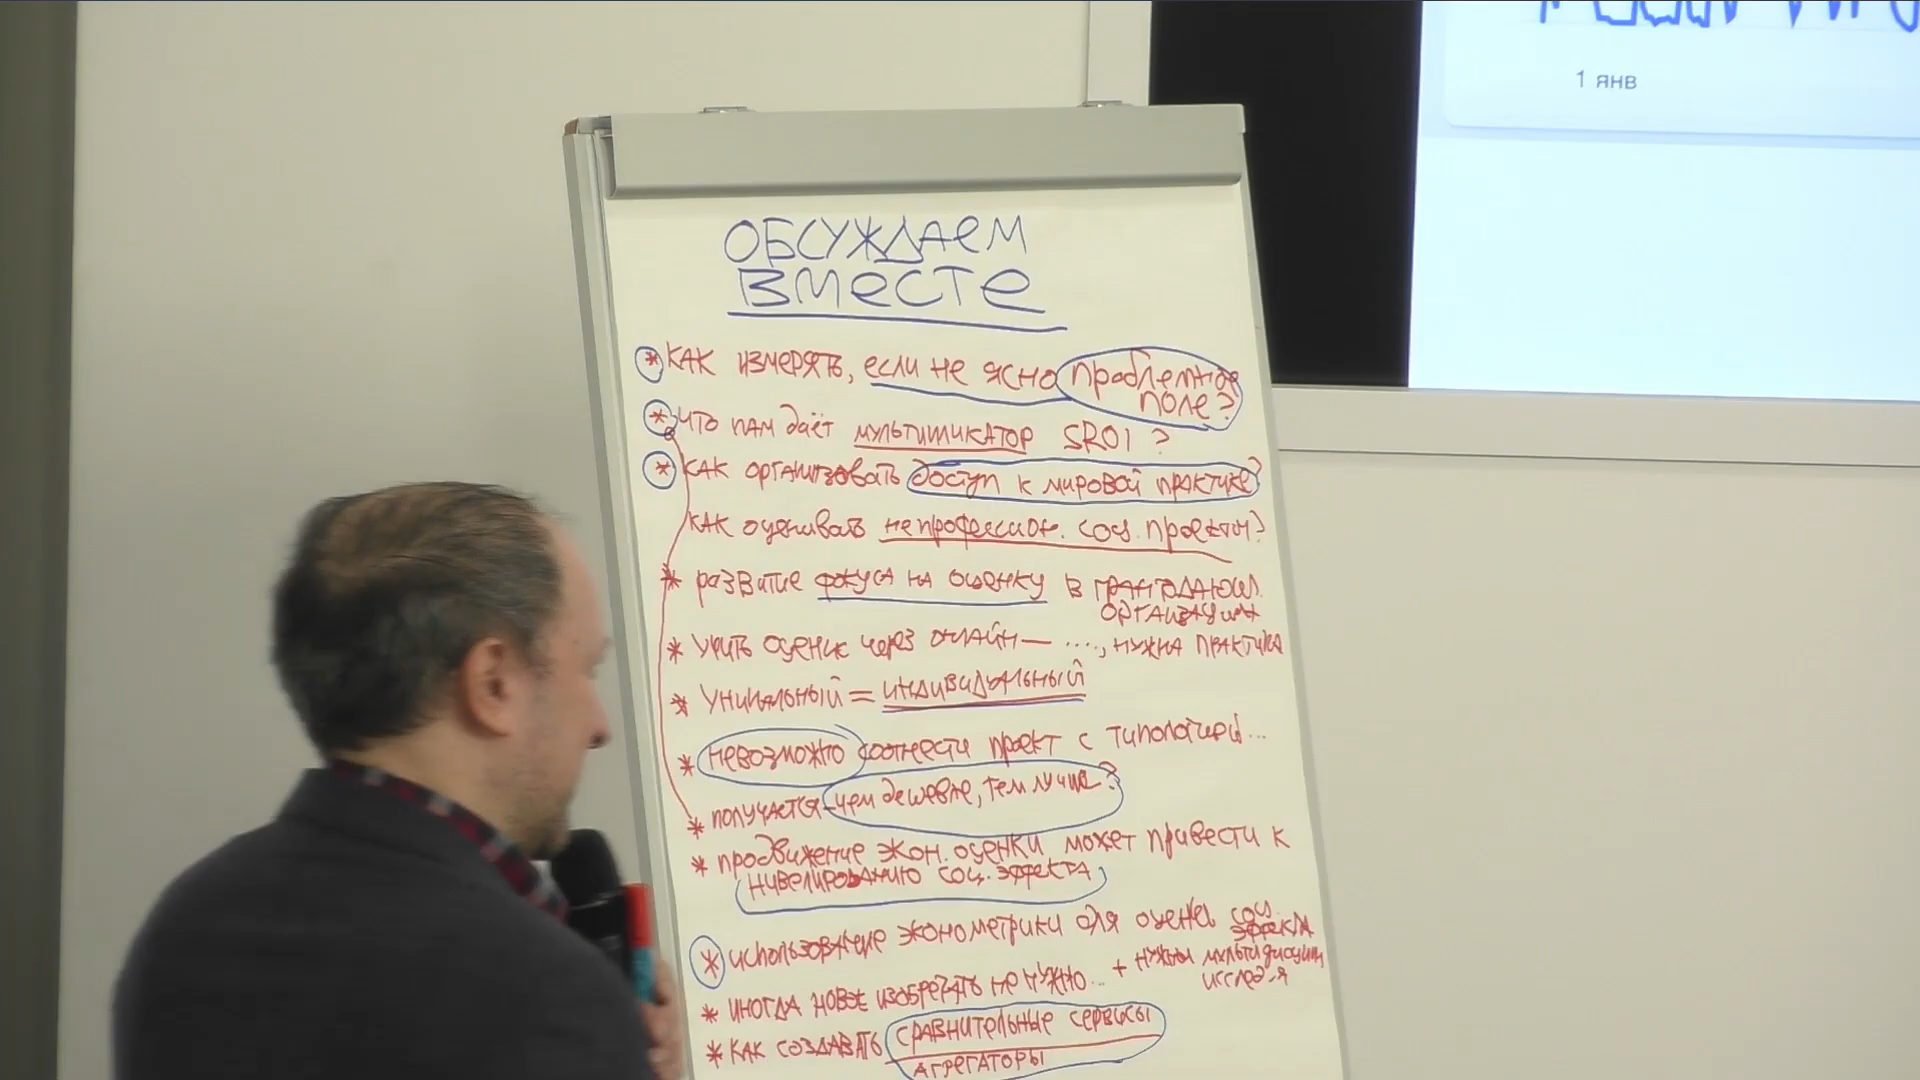 1 янв
ОБСУЖДАЕМ
ВМЕСТЕ
* КАК ИЗМЕРЯТЬ, если не ясно проблемное
поле?
* что нам даёт мультипликатор SROI ?
* КАК организовать доступ к мировой практике?
КАК оценивать непрофессион. соц. проекты?
* развитие фокуса на оценку в грантодающ.
организациях
* Учить оценке через онлайн — ...., нужна практика
* Уникальный = индивидуальный
* невозможно соотнести проект с типологией...
* получается – чем дешевле, тем лучше?
* продвижение экон. оценки может привести к
нивелированию соц. эффекта
* использование эконометрики для оценки соц.
эффекта
* иногда новое изобретать не нужно... + нужны мультидисцип.
исслед-я
* КАК СОЗДАВАТЬ сравнительные сервисы
агрегаторы